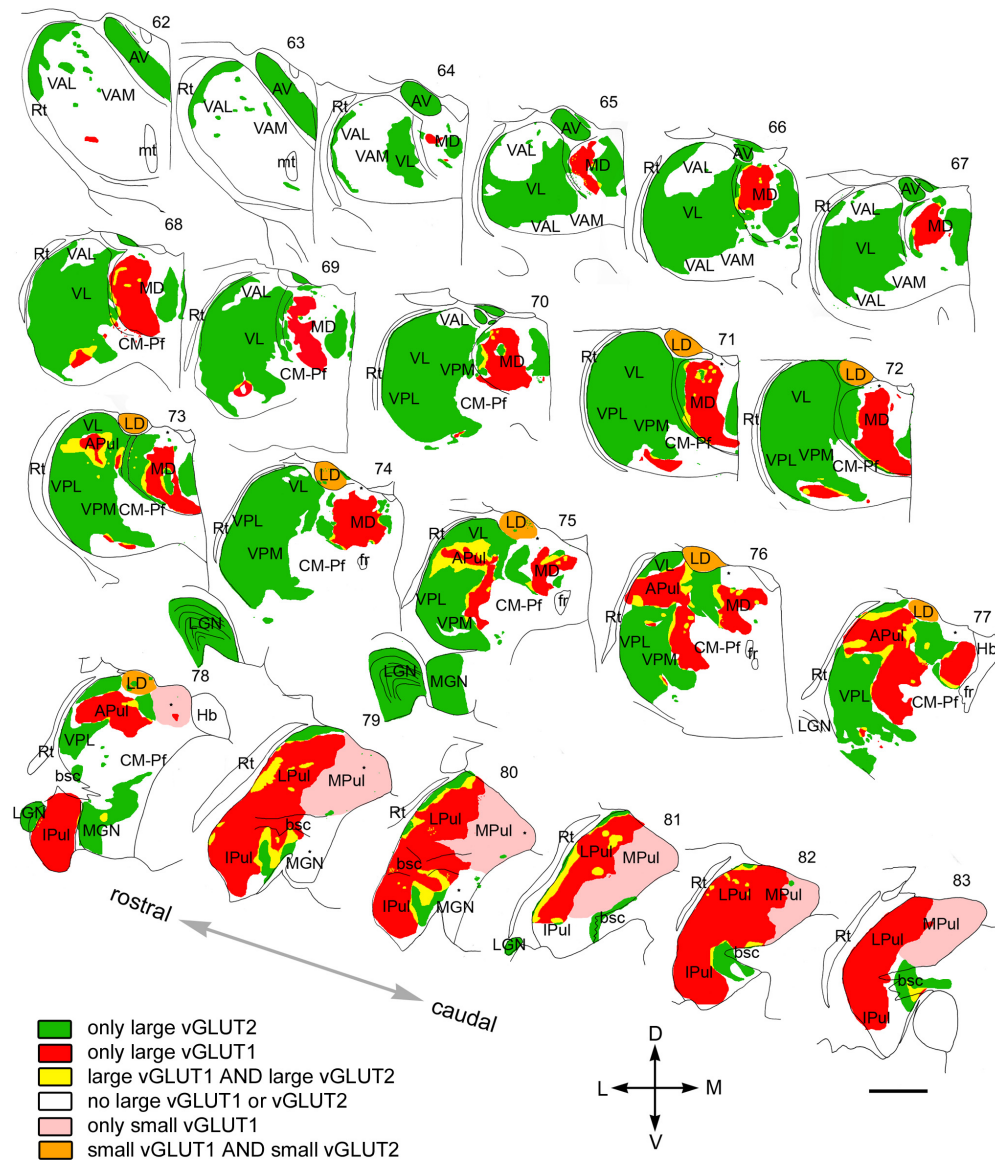 62
AV
VAL
VAM
Rt
mt
63
AV
VAL
VAM
Rt
mt
64
AV
Rt
VAL
VAM
VL
MD
65
AV
Rt
VAL
MD
VL
VAL
VAM
66
AV
Rt
VAL
MD
VL
VAL
VAM
67
AV
Rt
VAL
MD
VL
VAM
VAL
68
Rt
VAL
VL
MD
CM-Pf
69
Rt
VAL
VL
MD
CM-Pf
70
VAL
Rt
VL
MD
VPM
VPL
CM-Pf
71
LD
Rt
VL
MD
VPL
VPM
CM-Pf
72
LD
Rt
VL
MD
VPM
VPL
CM-Pf
73
LD
VL
APul
Rt
MD
VPL
VPM
CM-Pf
74
LD
VL
Rt
VPL
MD
VPM
CM-Pf
fr
LGN
75
LD
Rt
VL
APul
MD
VPL
CM-Pf
fr
VPM
LGN
MGN
76
LD
VL
APul
Rt
MD
VPL
CM-Pf
VPM
fr
77
LD
APul
Hb
Rt
VPL
CM-Pf
fr
LGN
78
LD
APul
Hb
VPL
Rt
CM-Pf
bsc
LGN
IPul
MGN
79
Rt
LPul
MPul
bsc
IPul
MGN
80
Rt
LPul
MPul
bsc
IPul
MGN
81
Rt
LPul
MPul
IPul
bsc
LGN
82
Rt
LPul
MPul
bsc
IPul
83
MPul
Rt
LPul
bsc
IPul
rostral
caudal
only large vGLUT2
only large vGLUT1
large vGLUT1 AND large vGLUT2
no large vGLUT1 or vGLUT2
only small vGLUT1
small vGLUT1 AND small vGLUT2
D
L
M
V